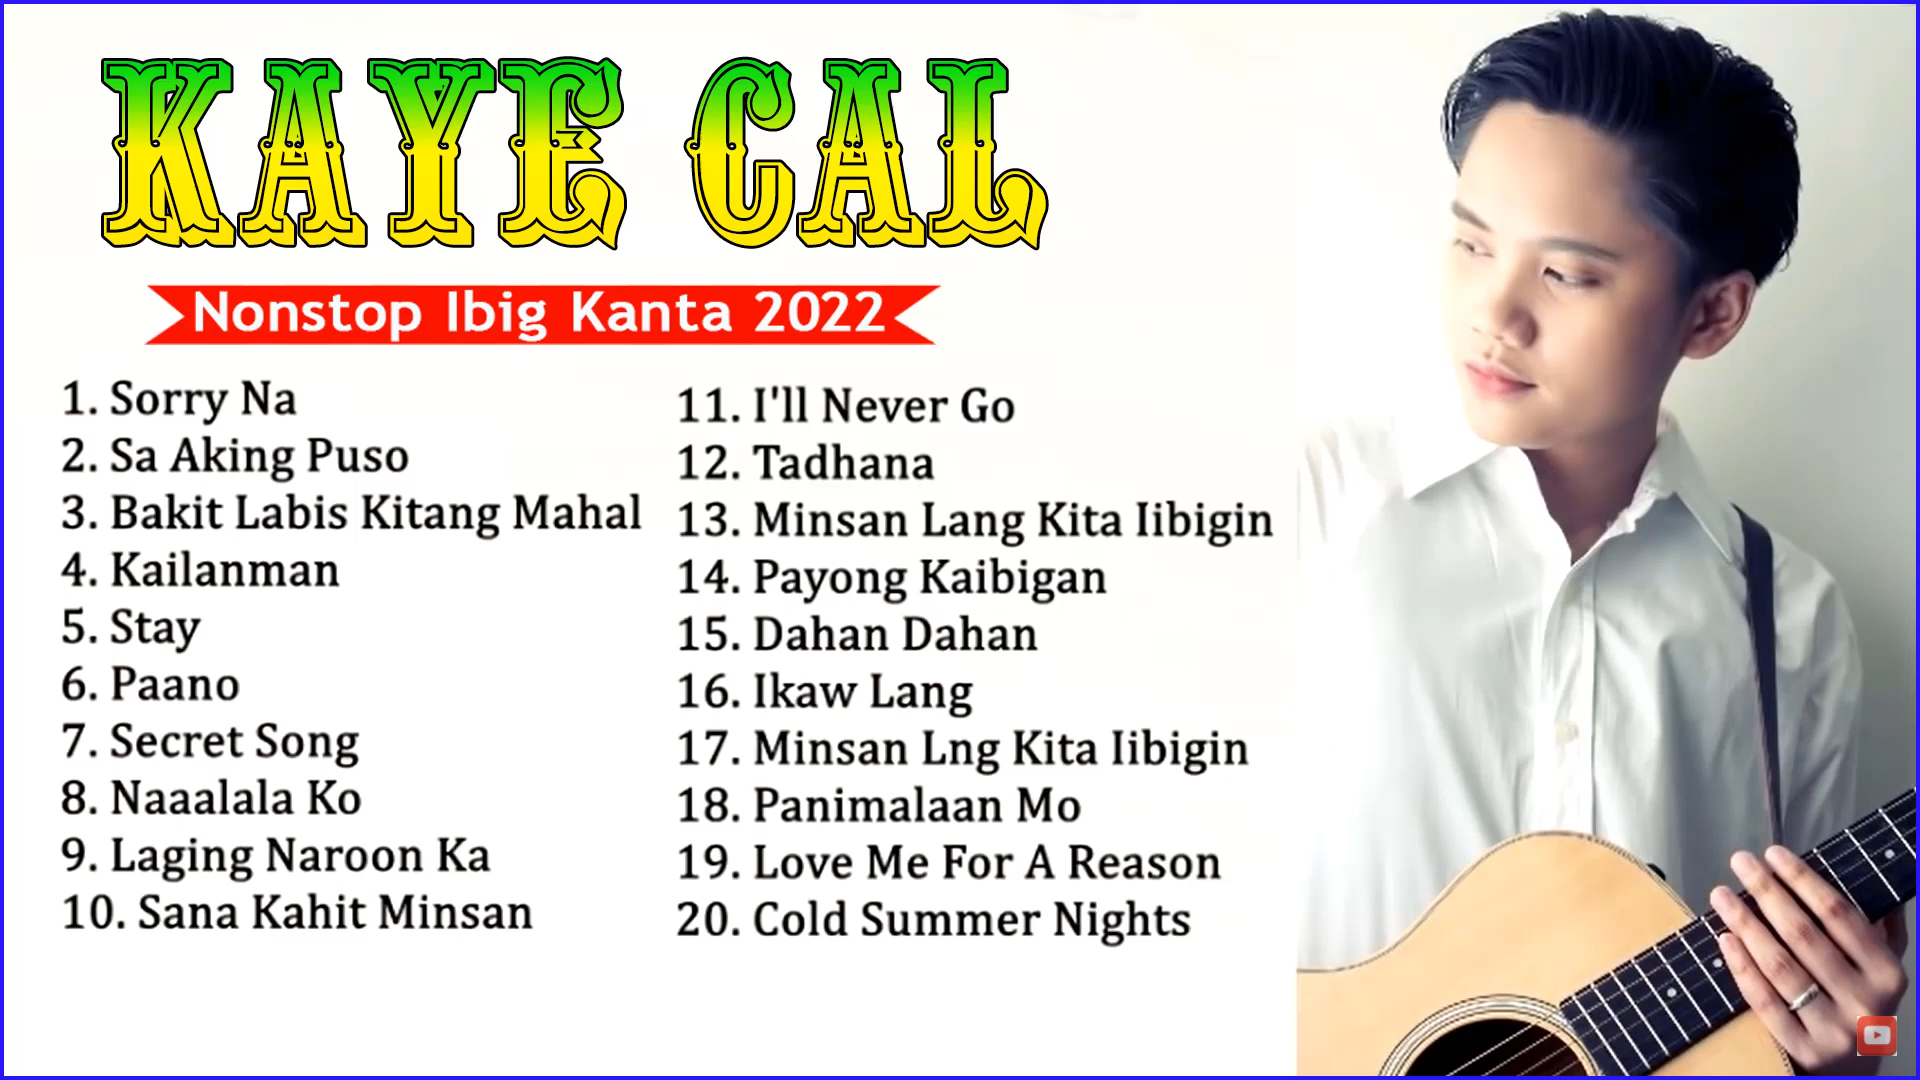 KAYE CAL
Nonstop Ibig Kanta 2022
1. Sorry Na
2. Sa Aking Puso
3. Bakit Labis Kitang Mahal
4. Kailanman
5. Stay
6. Paano
7. Secret Song
8. Naaalala Ko
9. Laging Naroon Ka
10. Sana Kahit Minsan
11. I'll Never Go
12. Tadhana
13. Minsan Lang Kita Iibigin
14. Payong Kaibigan
15. Dahan Dahan
16. Ikaw Lang
17. Minsan Lng Kita Iibigin
18. Panimalaan Mo
19. Love Me For A Reason
20. Cold Summer Nights